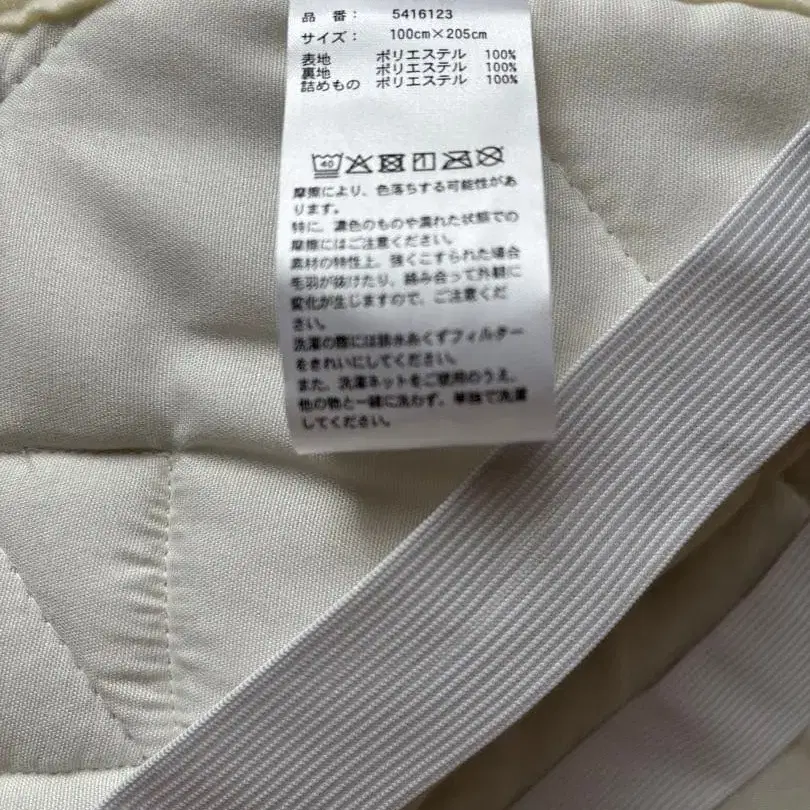 品 番: 5416123
サイズ: 100cm×205cm
表地 ポリエステル 100%
裏地 ポリエステル 100%
詰めもの ポリエステル 100%
40
摩擦により、色落ちする可能性があ
ります。
特に、濃色のものや濡れた状態での
摩擦にはご注意ください。
素材の特性上、強くこすられた場合
毛羽が抜けたり、絡み合って外観に
変化が生じますので、ご注意くだ
さい。
洗濯の際には排水糸くずフィルター
をきれいにしてください。
また、洗濯ネットをご使用のうえ、
他の物と一緒に洗わず、単独で洗濯
してください。